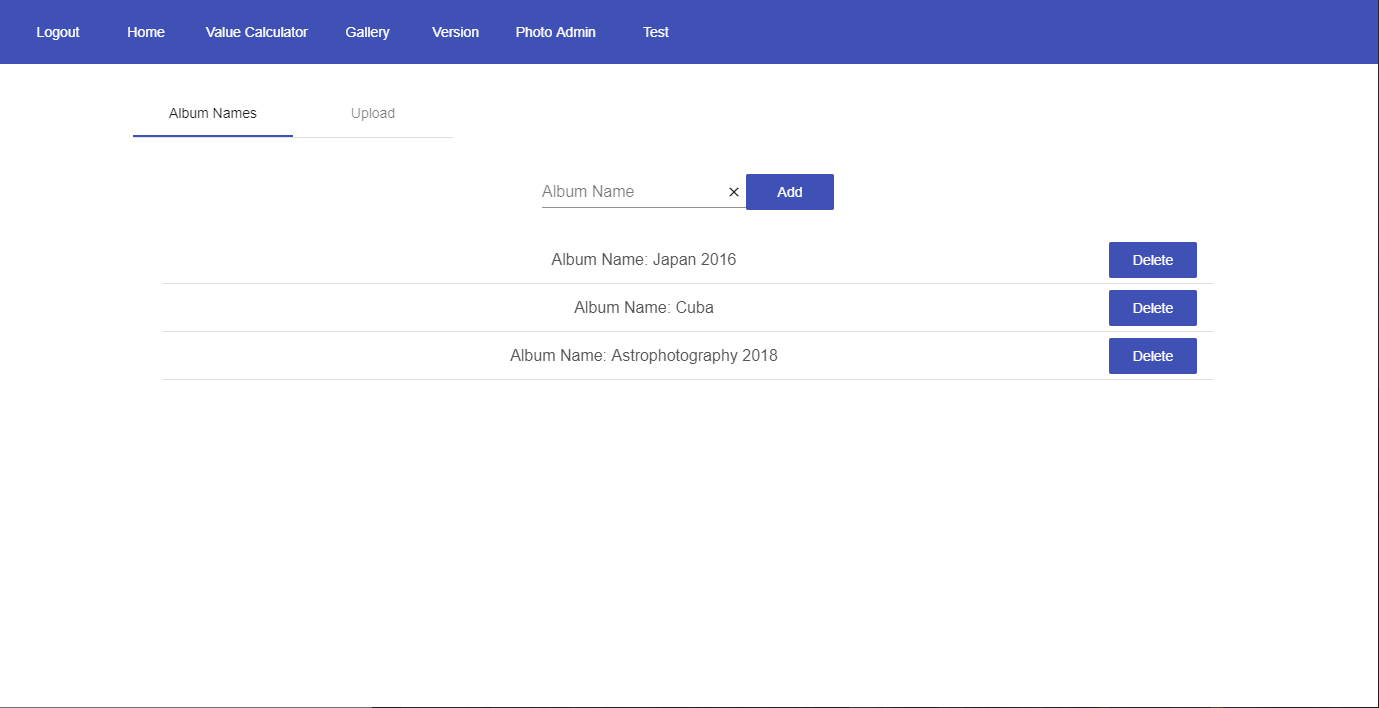 Logout Home Value Calculator Gallery Version Photo Admin Test
Album Names Upload
Album Name × Add
Album Name: Japan 2016 Delete
Album Name: Cuba Delete
Album Name: Astrophotography 2018 Delete